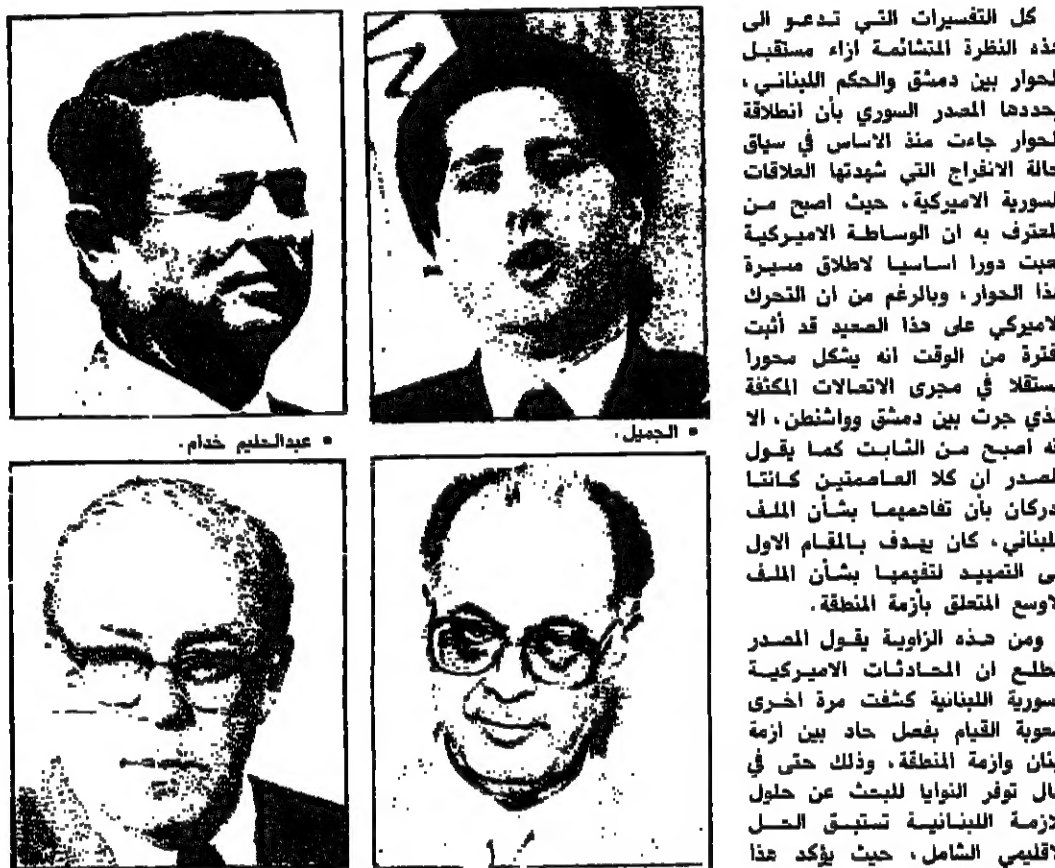 كل التفسيرات التي تدعو الى
هذه النظرة المتشائمة ازاء مستقبل
الحوار بين دمشق والحكم اللبناني،
يحددها المصدر السوري بأن انطلاقة
الحوار جاءت منذ الاساس في سياق
حالة الانفراج التي شهدتها العلاقات
السورية الاميركية، حيث اصبح من
المعترف به ان الوساطة الاميركية
لعبت دورا اساسيا لاطلاق مسيرة
هذا الحوار، وبالرغم من ان التحرك
الاميركي على هذا الصعيد قد أثبت
لفترة من الوقت انه يشكل محورا
مستقلا في مجرى الاتصالات المكثفة
الذي جرت بين دمشق وواشنطن، الا
انه أصبح من الثابت كما يقول
المصدر ان كلا العاصمتين كانتا
تدركان بأن تفاهميما بشأن الملف
اللبناني، كان يهدف بالمقام الاول
الى التمهيد لتفهيمها بشأن الملف
الاوسع المتعلق بأزمة المنطقة.
ومن هذه الزاوية يقول المصدر
المطلع ان المحادثات الاميركية
السورية اللبنانية كشفت مرة اخرى
صعوبة القيام بفصل حاد بين ازمة
لبنان وازمة المنطقة، وذلك حتى في
حال توفر النوايا للبحث عن حلول
للازمة اللبنانية تستبق الحل
الاقليمي الشامل، حيث يؤكد هذا
• الجميل.
• عبدالحليم خدام.